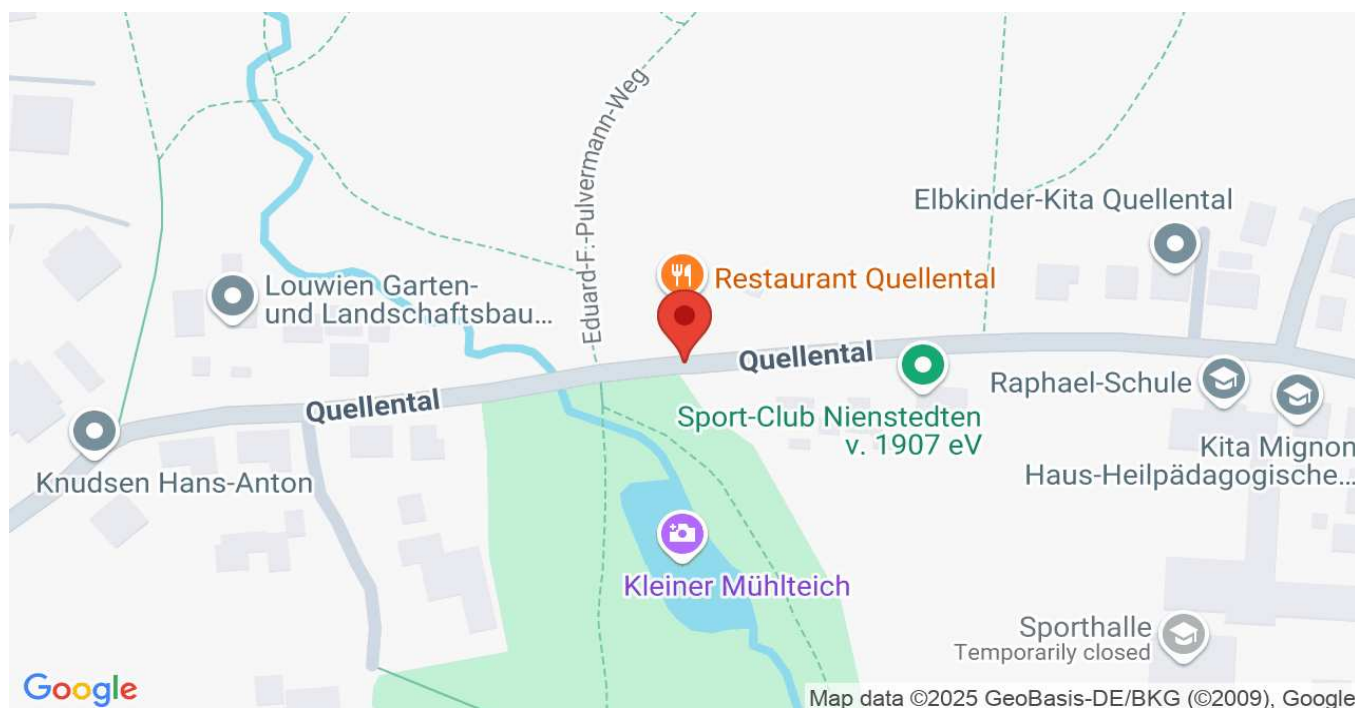 Eduard-F.-Pulvermann-Weg
Elbkinder-Kita Quellental
Louwien Garten-
und Landschaftsbau...
Restaurant Quellental
Quellental
Quellental
Raphael-Schule
Sport-Club Nienstedten
v. 1907 eV
Kita Mignon
Haus-Heilpädagogische...
Knudsen Hans-Anton
Kleiner Mühlteich
Sporthalle
Temporarily closed
Google
Map data ©2025 GeoBasis-DE/BKG (©2009), Google